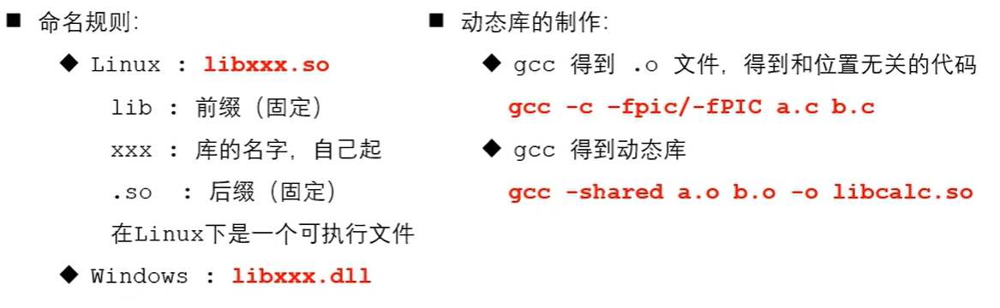 ■ 命名规则:
◆ Linux : libxxx.so
lib : 前缀（固定）
xxx : 库的名字，自己起
.so : 后缀（固定）
在Linux下是一个可执行文件
◆ Windows : libxxx.dll
■ 动态库的制作:
◆ gcc 得到 .o 文件，得到和位置无关的代码
gcc -c –fpic/-fPIC a.c b.c
◆ gcc 得到动态库
gcc -shared a.o b.o -o libcalc.so